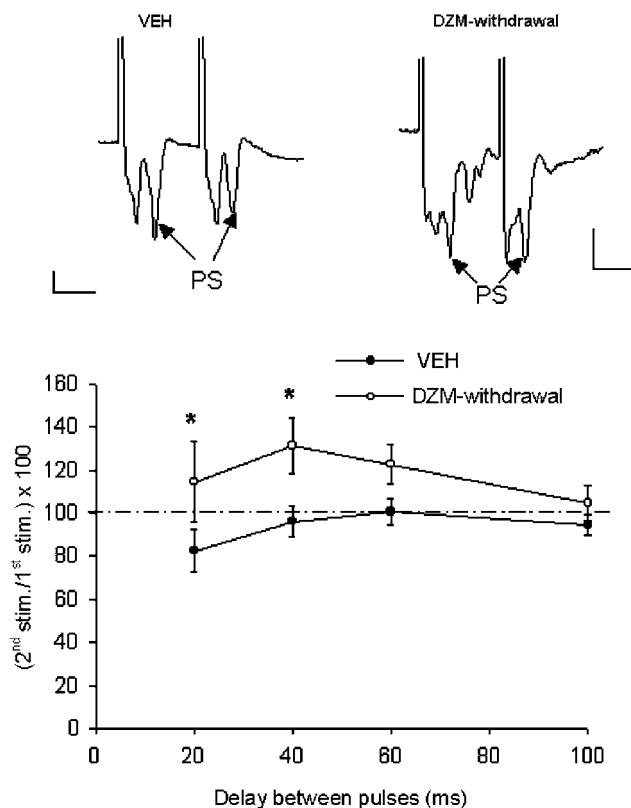 VEH
DZM-withdrawal
PS
PS
VEH
DZM-withdrawal
160
140
120
100
80
60
40
20
0
*
*
(2nd stim./1st stim.) x 100
0
20
40
60
80
100
Delay between pulses (ms)